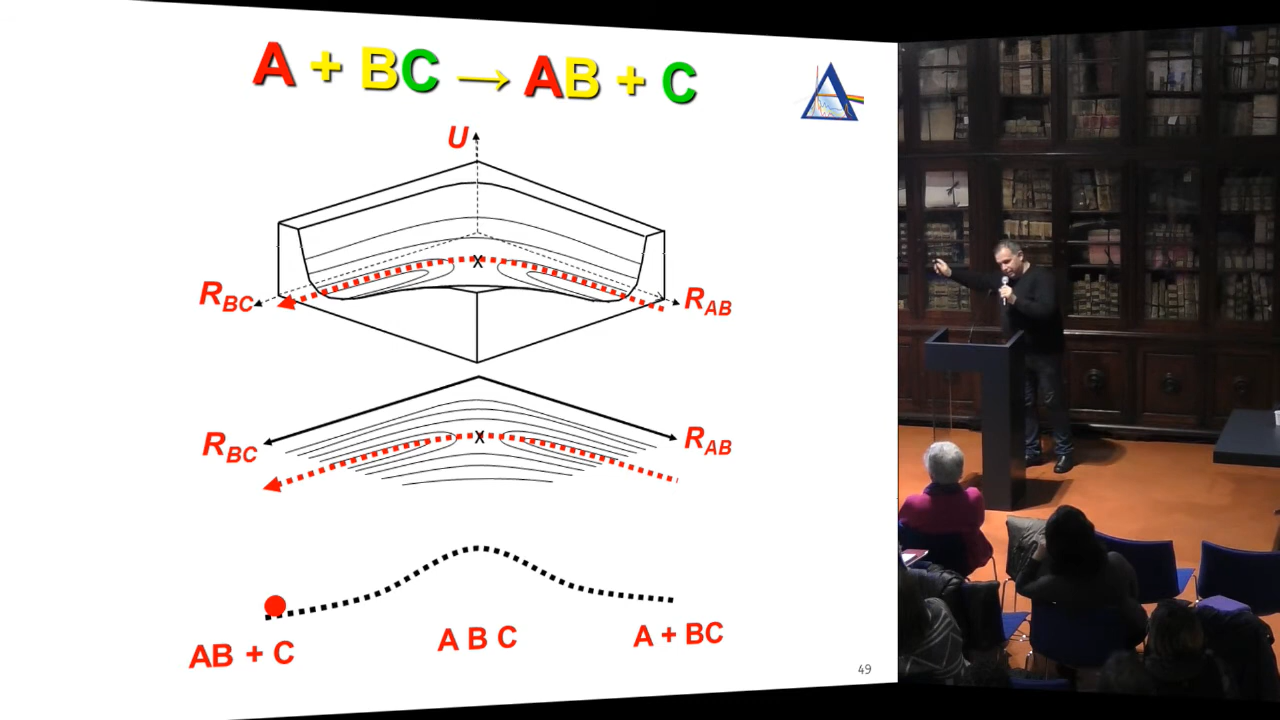 A + BC → AB + C
U
R_BC R_AB
X
R_BC R_AB
X
AB + C A B C A + BC
49